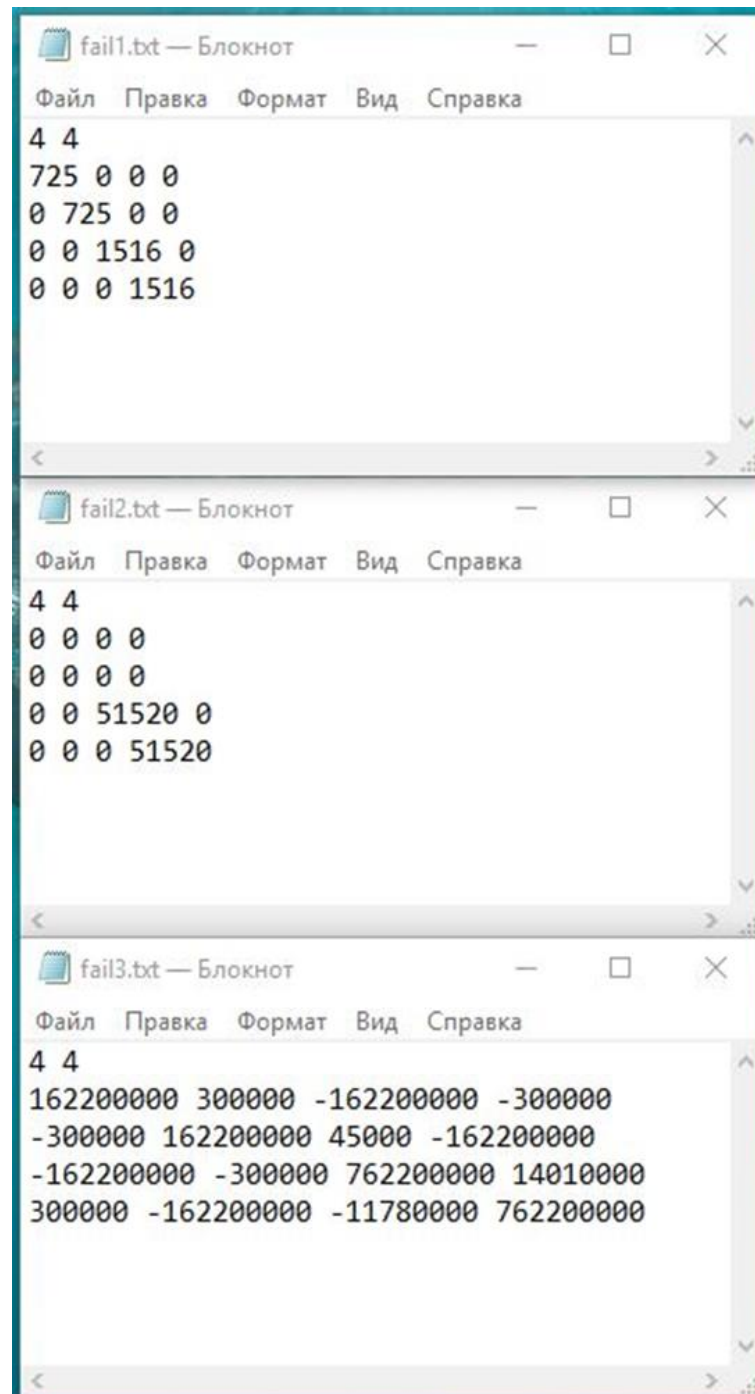 fail1.txt — Блокнот
Файл Правка Формат Вид Справка
4 4
725 0 0 0
0 725 0 0
0 0 1516 0
0 0 0 1516
fail2.txt — Блокнот
Файл Правка Формат Вид Справка
4 4
0 0 0 0
0 0 0 0
0 0 51520 0
0 0 0 51520
fail3.txt — Блокнот
Файл Правка Формат Вид Справка
4 4
162200000 300000 -162200000 -300000
-300000 162200000 45000 -162200000
-162200000 -300000 762200000 14010000
300000 -162200000 -11780000 762200000